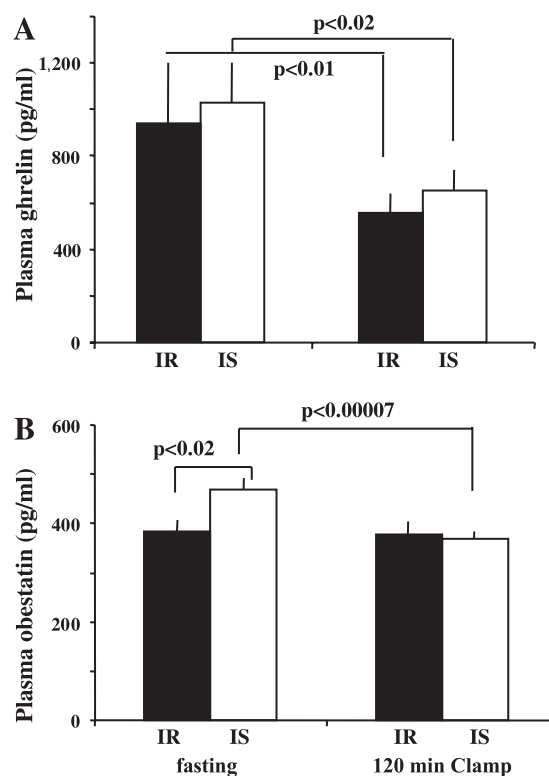 A
Plasma ghrelin (pg/ml)
1,200
800
400
0
p<0.02
p<0.01
IR IS IR IS
B
Plasma obestatin (pg/ml)
600
400
200
0
p<0.00007
p<0.02
IR IS IR IS
fasting 120 min Clamp